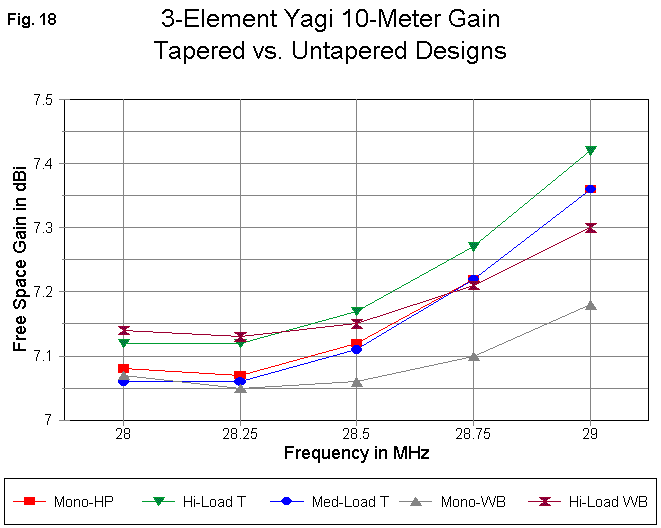 Fig. 18
3-Element Yagi 10-Meter Gain
Tapered vs. Untapered Designs
Free Space Gain in dBi
7.5
7.4
7.3
7.2
7.1
7
28
28.25
28.5
28.75
29
Frequency in MHz
Mono-HP
Hi-Load T
Med-Load T
Mono-WB
Hi-Load WB